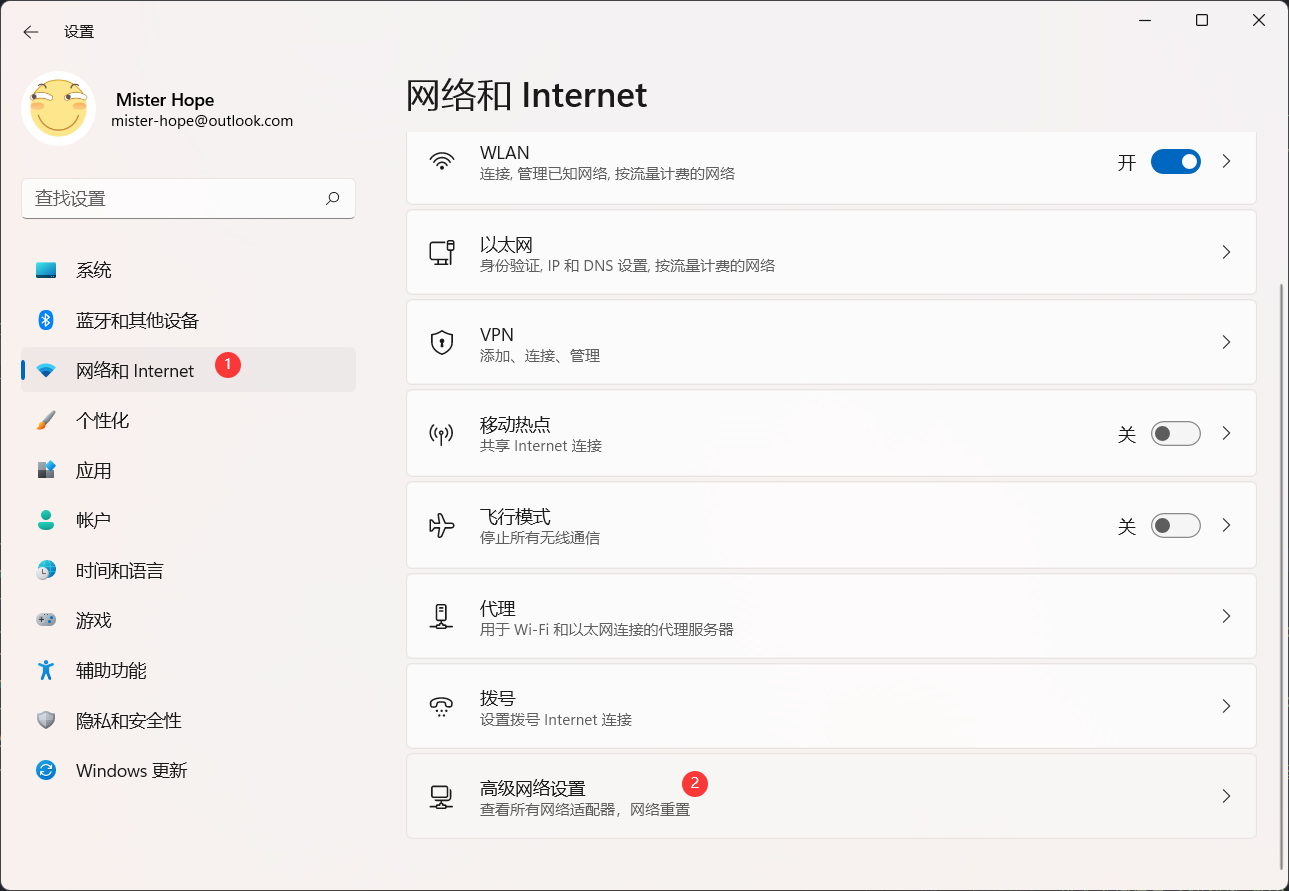 设置
Mister Hope
mister-hope@outlook.com
查找设置
系统
蓝牙和其他设备
网络和 Internet
1
个性化
应用
帐户
时间和语言
游戏
辅助功能
隐私和安全性
Windows 更新
网络和 Internet
WLAN
连接, 管理已知网络, 按流量计费的网络
开
以太网
身份验证, IP 和 DNS 设置, 按流量计费的网络
VPN
添加、连接、管理
移动热点
共享 Internet 连接
关
飞行模式
停止所有无线通信
关
代理
用于 Wi-Fi 和以太网连接的代理服务器
拨号
设置拨号 Internet 连接
高级网络设置
2
查看所有网络适配器，网络重置